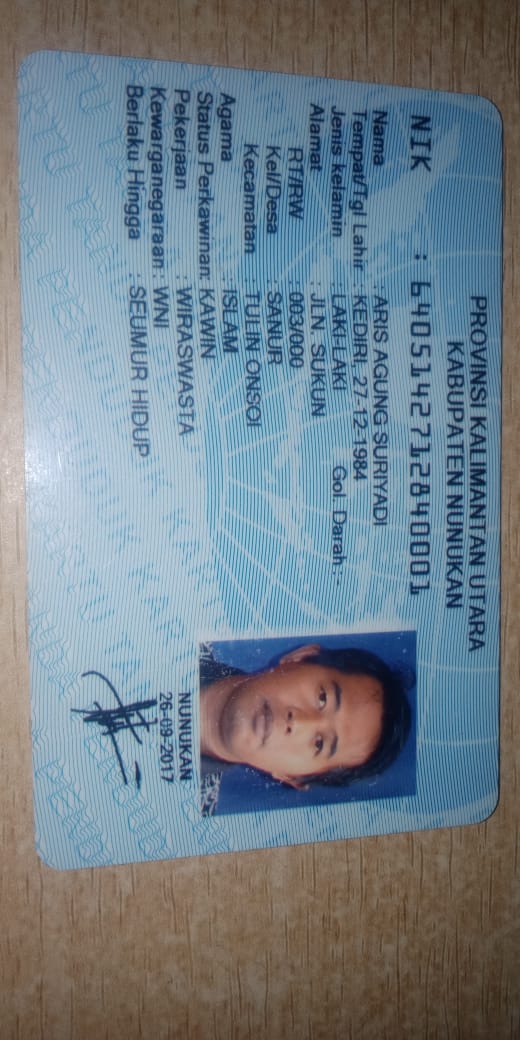 PROVINSI KALIMANTAN UTARA
KABUPATEN NUNUKAN
NIK : 6405142712840001
Nama : ARIS AGUNG SURIYADI
Tempat/Tgl Lahir : KEDIRI, 27-12-1984
Jenis kelamin : LAKI-LAKI Gol. Darah : -
Alamat : JLN. SUKUN
RT/RW : 003/000
Kel/Desa : SANUR
Kecamatan : TULIN ONSOI
Agama : ISLAM
Status Perkawinan: KAWIN
Pekerjaan : WIRASWASTA
Kewarganegaraan: WNI
Berlaku Hingga : SEUMUR HIDUP
NUNUKAN
26-09-2017